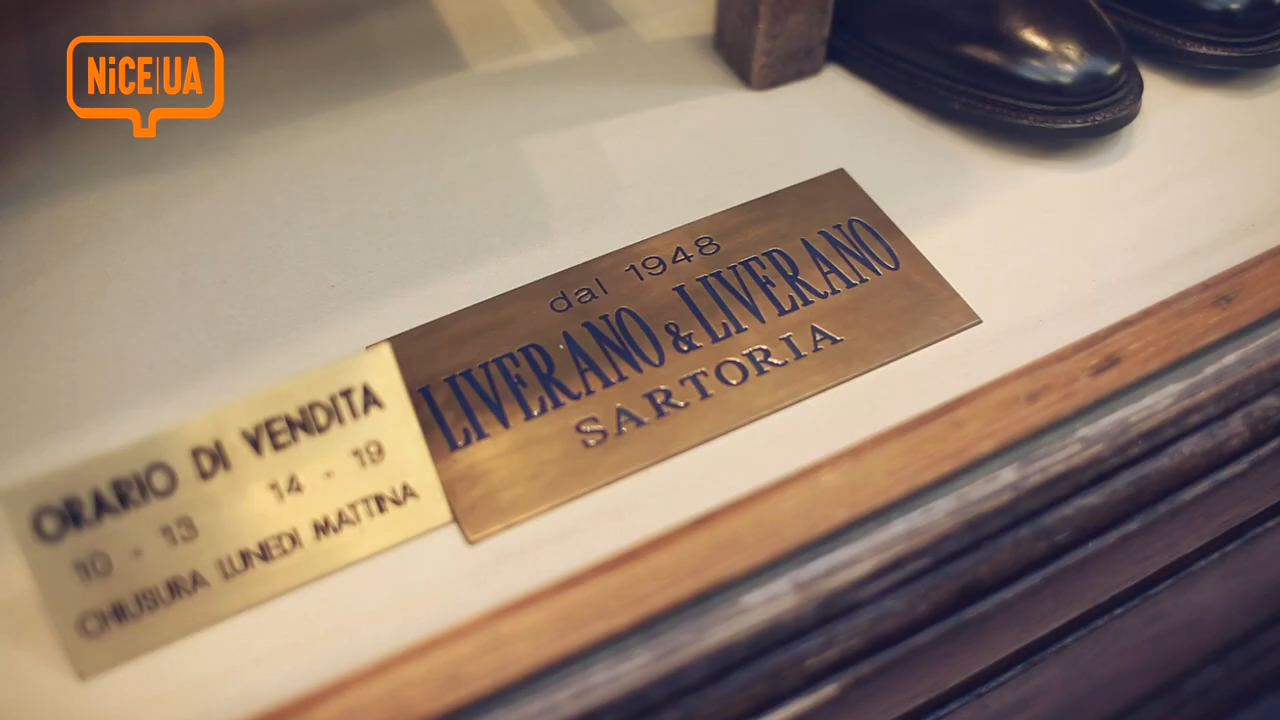 NiCE|UA
dal 1948
LIVERANO & LIVERANO
SARTORIA
ORARIO DI VENDITA
10 - 13 14 - 19
CHIUSURA LUNEDI MATTINA